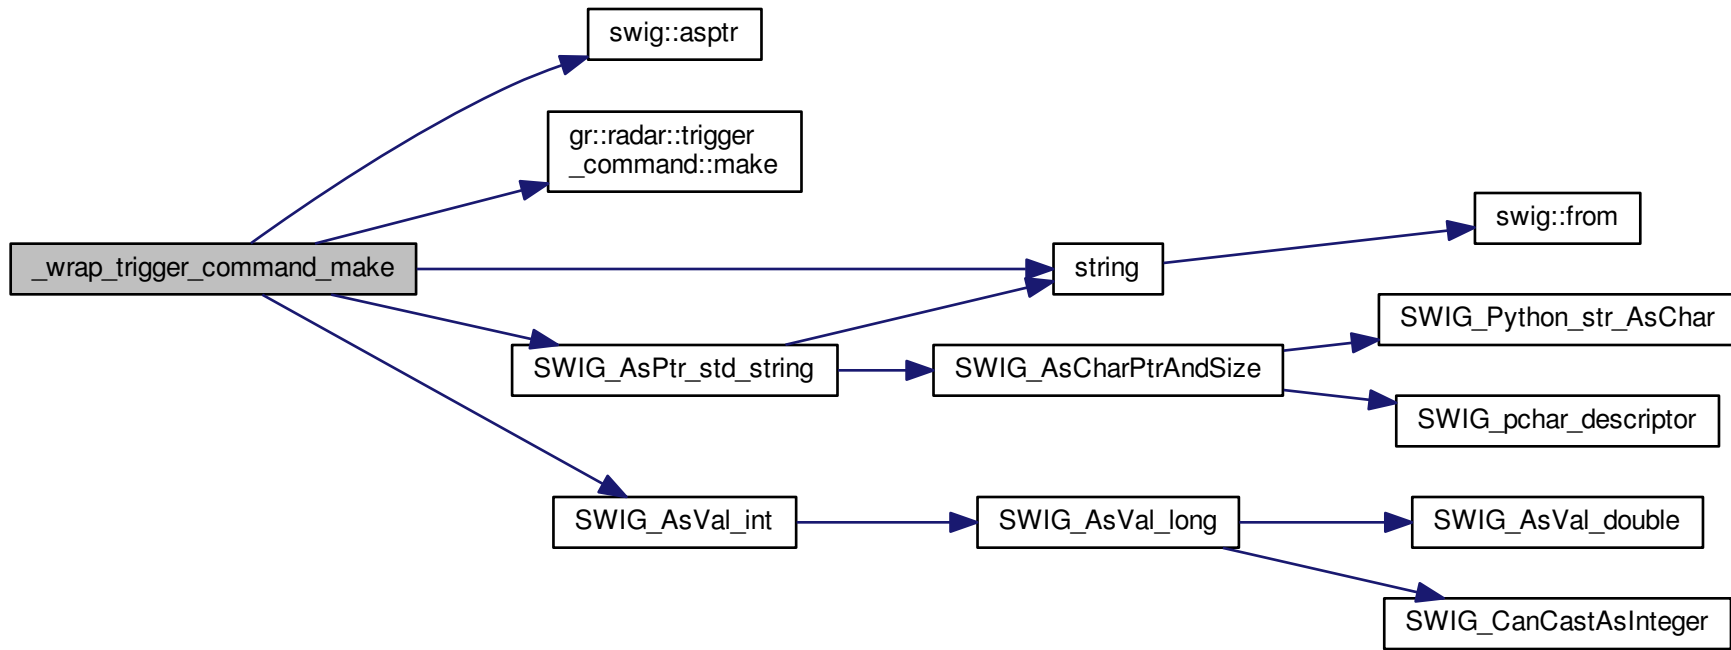 swig::asptr
gr::radar::trigger
_command::make
swig::from
_wrap_trigger_command_make
string
SWIG_Python_str_AsChar
SWIG_AsPtr_std_string
SWIG_AsCharPtrAndSize
SWIG_pchar_descriptor
SWIG_AsVal_int
SWIG_AsVal_long
SWIG_AsVal_double
SWIG_CanCastAsInteger